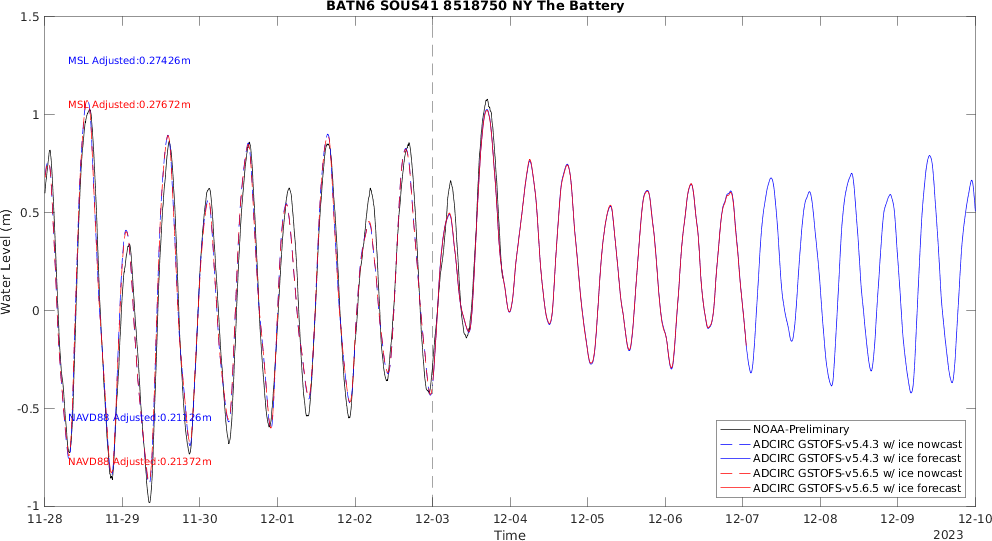 BATN6 SOUS41 8518750 NY The Battery
1.5
MSL Adjusted:0.27426m
MSL Adjusted:0.27672m
1
0.5
Water Level (m)
0
-0.5
NAVD88 Adjusted:0.21126m
NAVD88 Adjusted:0.21372m
NOAA-Preliminary
ADCIRC GSTOFS-v5.4.3 w/ ice nowcast
ADCIRC GSTOFS-v5.4.3 w/ ice forecast
ADCIRC GSTOFS-v5.6.5 w/ ice nowcast
ADCIRC GSTOFS-v5.6.5 w/ ice forecast
-1
11-28 11-29 11-30 12-01 12-02 12-03 12-04 12-05 12-06 12-07 12-08 12-09 12-10
Time
2023